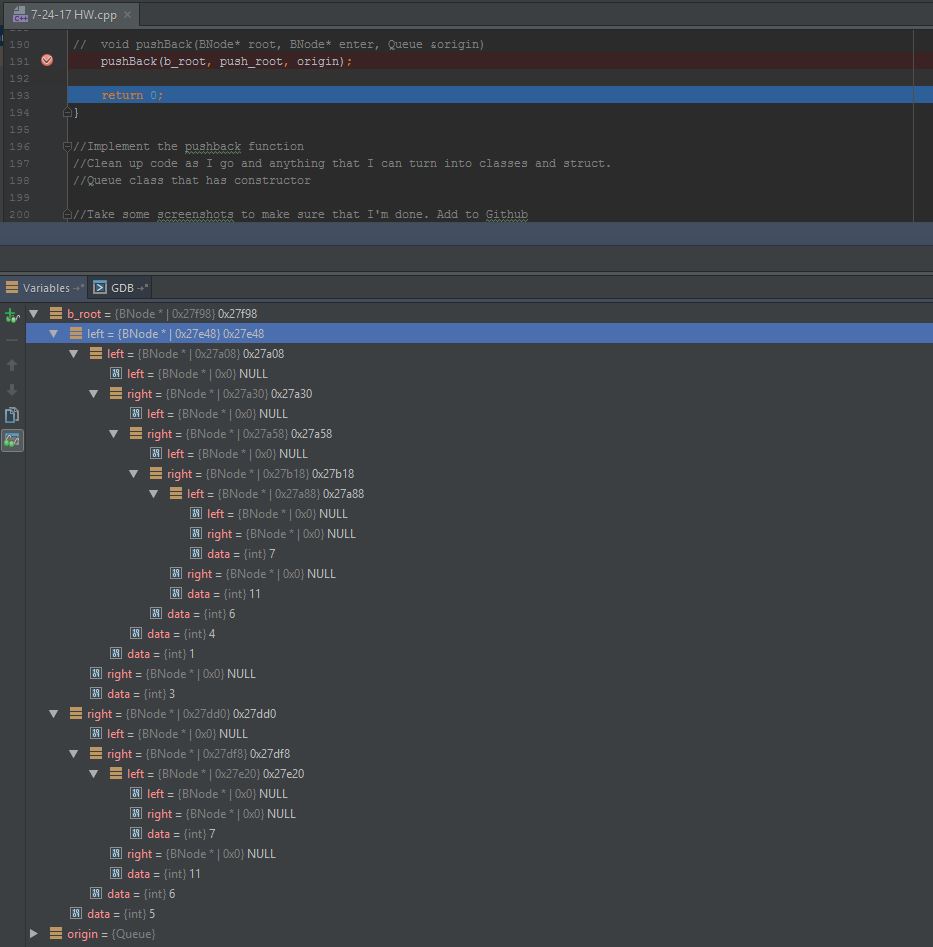 7-24-17 HW.cpp
190 // void pushBack(BNode* root, BNode* enter, Queue &origin)
191 pushBack(b_root, push_root, origin);
192
193 return 0;
194 }
195
196 //Implement the pushback function
197 //Clean up code as I go and anything that I can turn into classes and struct.
198 //Queue class that has constructor
199
200 //Take some screenshots to make sure that I'm done. Add to Github
Variables GDB
b_root = {BNode * | 0x27f98} 0x27f98
left = {BNode * | 0x27e48} 0x27e48
left = {BNode * | 0x27a08} 0x27a08
left = {BNode * | 0x0} NULL
right = {BNode * | 0x27a30} 0x27a30
left = {BNode * | 0x0} NULL
right = {BNode * | 0x27a58} 0x27a58
left = {BNode * | 0x0} NULL
right = {BNode * | 0x27b18} 0x27b18
left = {BNode * | 0x27a88} 0x27a88
left = {BNode * | 0x0} NULL
right = {BNode * | 0x0} NULL
data = {int} 7
right = {BNode * | 0x0} NULL
data = {int} 11
data = {int} 6
data = {int} 4
data = {int} 1
right = {BNode * | 0x0} NULL
data = {int} 3
right = {BNode * | 0x27dd0} 0x27dd0
left = {BNode * | 0x0} NULL
right = {BNode * | 0x27df8} 0x27df8
left = {BNode * | 0x27e20} 0x27e20
left = {BNode * | 0x0} NULL
right = {BNode * | 0x0} NULL
data = {int} 7
right = {BNode * | 0x0} NULL
data = {int} 11
data = {int} 6
data = {int} 5
origin = {Queue}